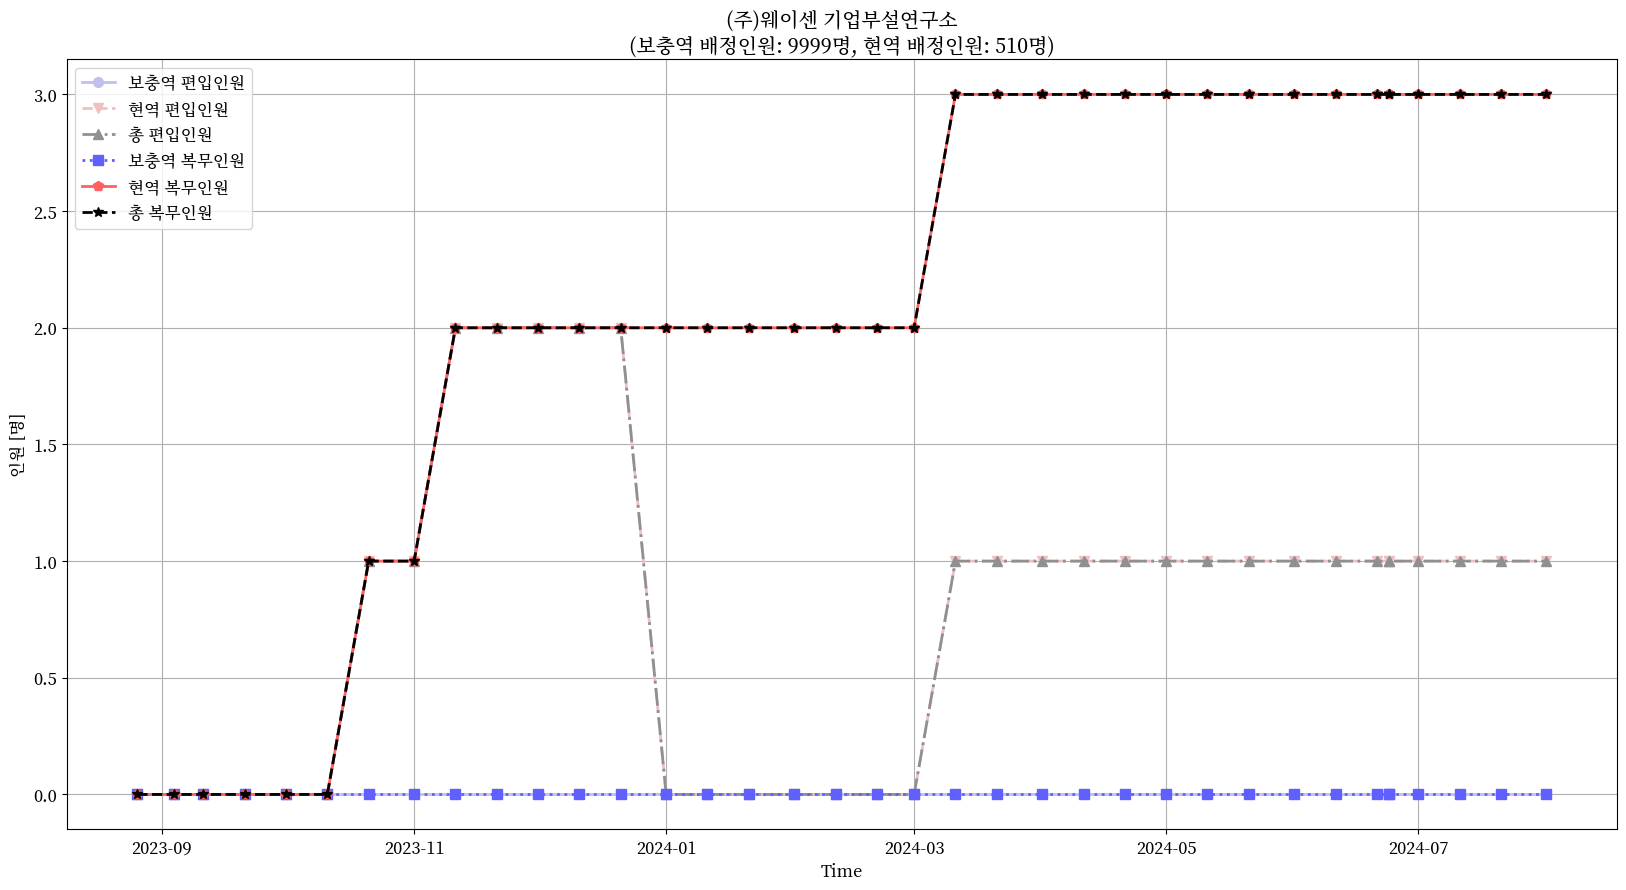 (주)웨이센 기업부설연구소
(보충역 배정인원: 9999명, 현역 배정인원: 510명)
보충역 편입인원
현역 편입인원
총 편입인원
보충역 복무인원
현역 복무인원
총 복무인원
3.0
2.5
2.0
1.5
1.0
0.5
0.0
인원 [명]
2023-09
2023-11
2024-01
2024-03
2024-05
2024-07
Time